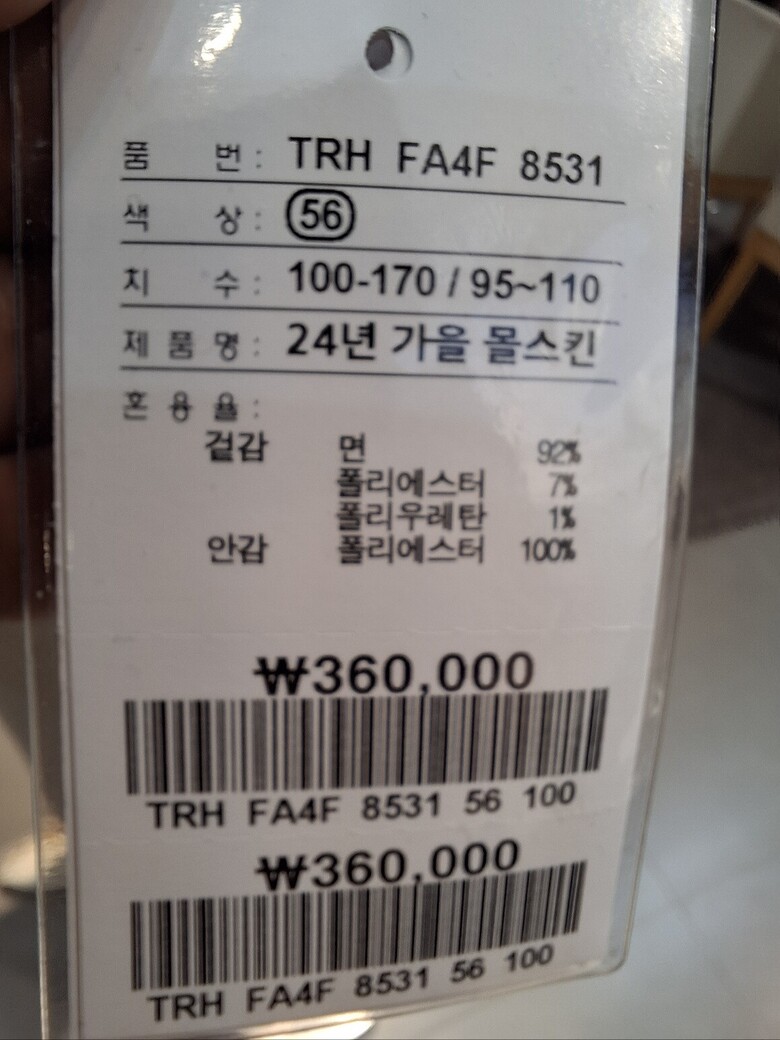 품 번 : TRH FA4F 8531
색 상 : 56
치 수 : 100-170 / 95~110
제 품 명 : 24년 가을 몰스킨
혼 용 율 :
겉감 면 92%
폴리에스터 7%
폴리우레탄 1%
안감 폴리에스터 100%
₩360,000
TRH FA4F 8531 56 100
₩360,000
TRH FA4F 8531 56 100